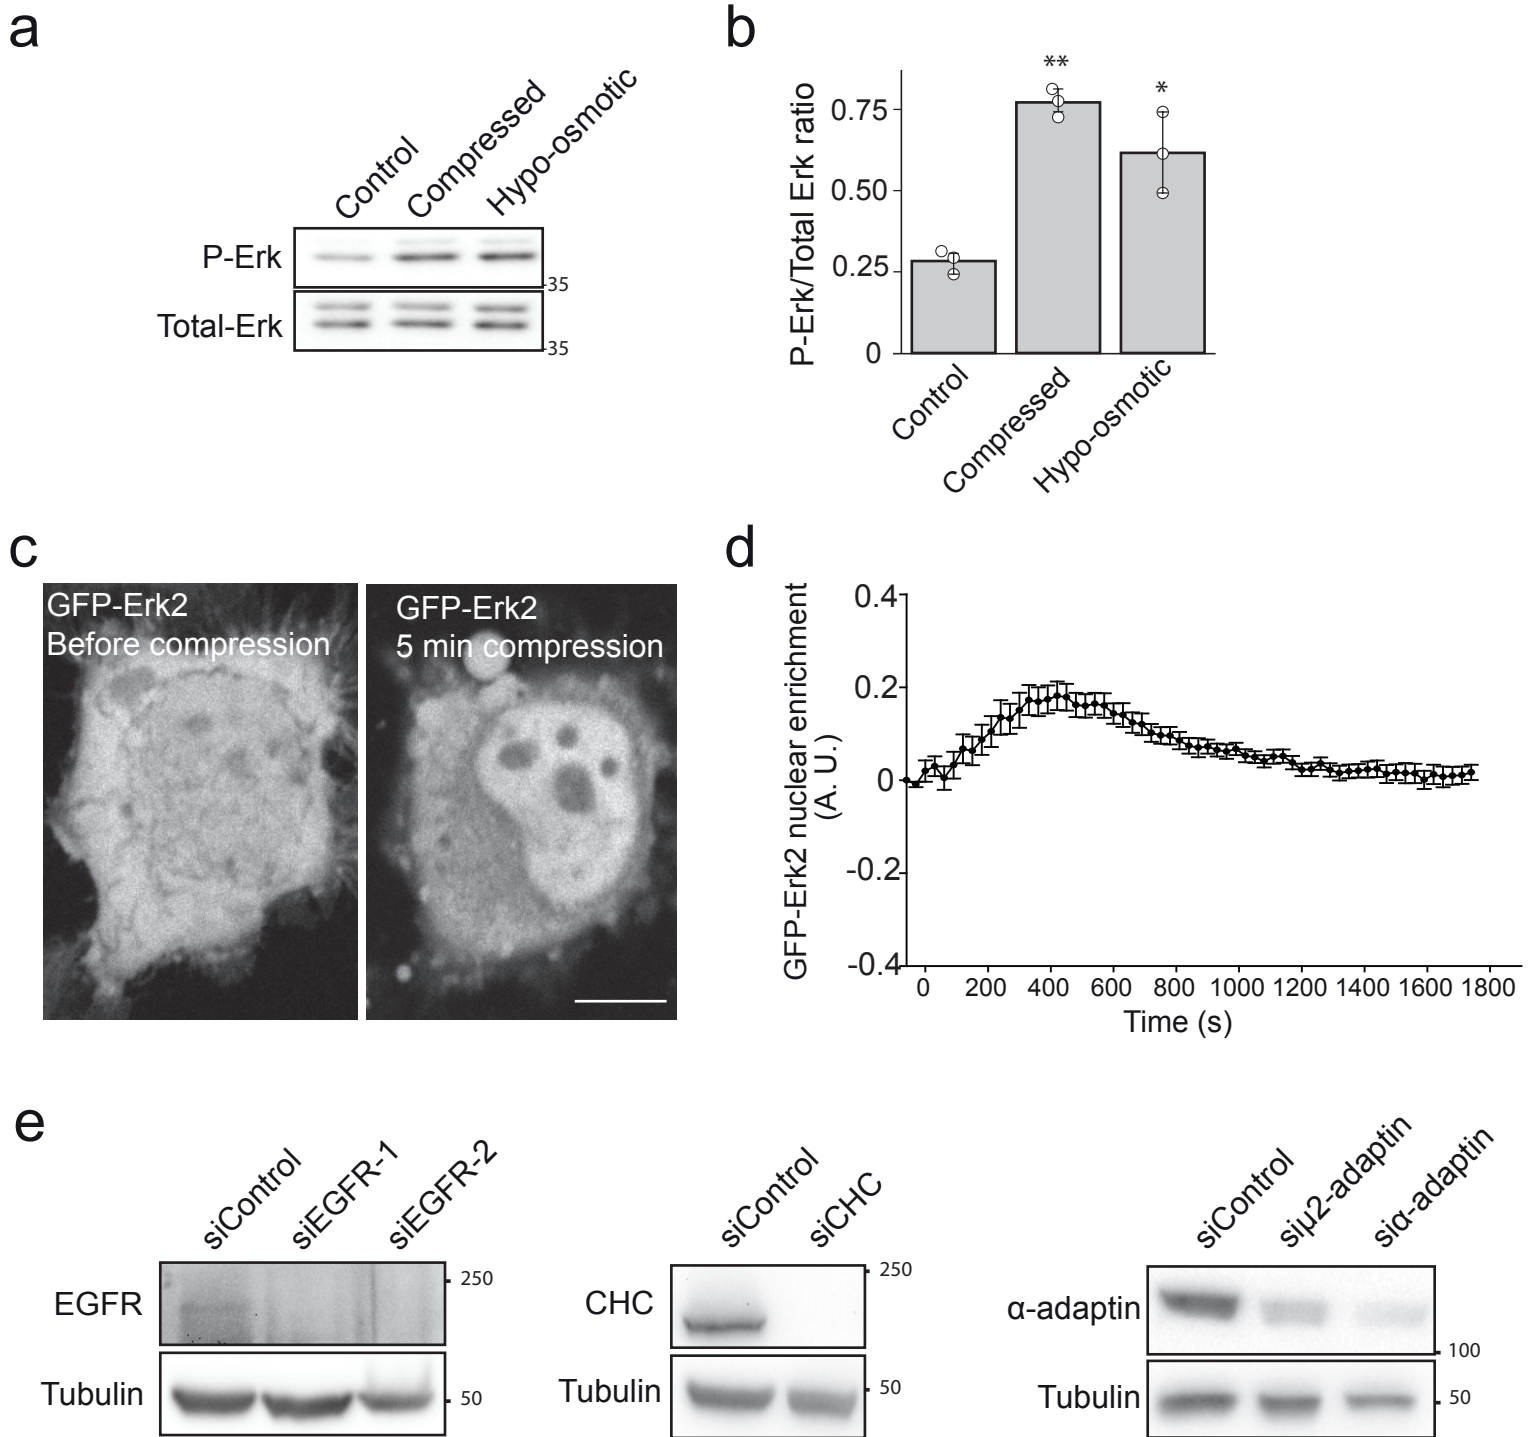 a
Control
Compressed
Hypo-osmotic
P-Erk
35
Total-Erk
35
b
P-Erk/Total Erk ratio
0.75
0.50
0.25
0
**
*
Control
Compressed
Hypo-osmotic
c
GFP-Erk2
Before compression
GFP-Erk2
5 min compression
d
GFP-Erk2 nuclear enrichment
(A. U.)
0.4
0.2
0
-0.2
-0.4
0 200 400 600 800 1000 1200 1400 1600 1800
Time (s)
e
siControl
siEGFR-1
siEGFR-2
EGFR
250
Tubulin
50
siControl
siCHC
CHC
250
Tubulin
50
siControl
siμ2-adaptin
siα-adaptin
α-adaptin
100
Tubulin
50